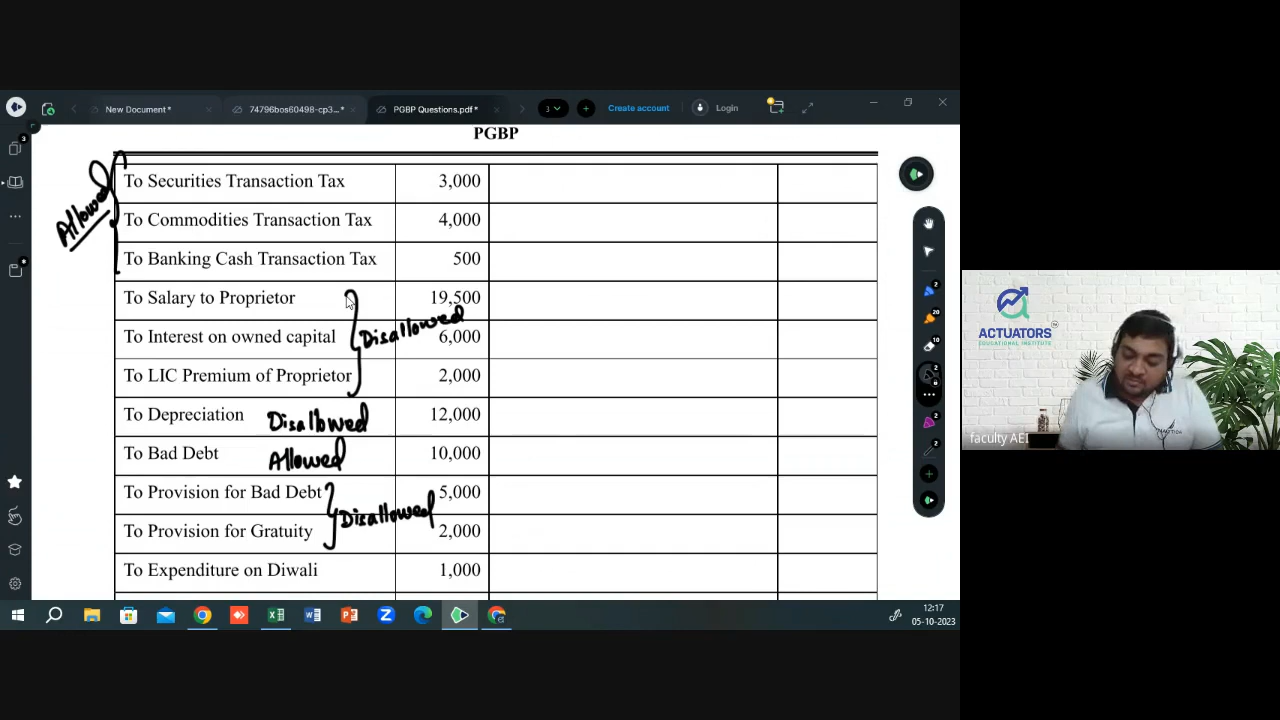 New Document*
74796bos60498-cp3...*
PGBP Questions.pdf*
3
Create account
Login
PGBP
Allowed
To Securities Transaction Tax 3,000
To Commodities Transaction Tax 4,000
To Banking Cash Transaction Tax 500
To Salary to Proprietor 19,500
To Interest on owned capital 6,000
Disallowed
To LIC Premium of Proprietor 2,000
To Depreciation Disallowed 12,000
To Bad Debt Allowed 10,000
To Provision for Bad Debt 5,000
Disallowed
To Provision for Gratuity 2,000
To Expenditure on Diwali 1,000
ACTUATORS
EDUCATIONAL INSTITUTE
faculty AEI
12:17
05-10-2023